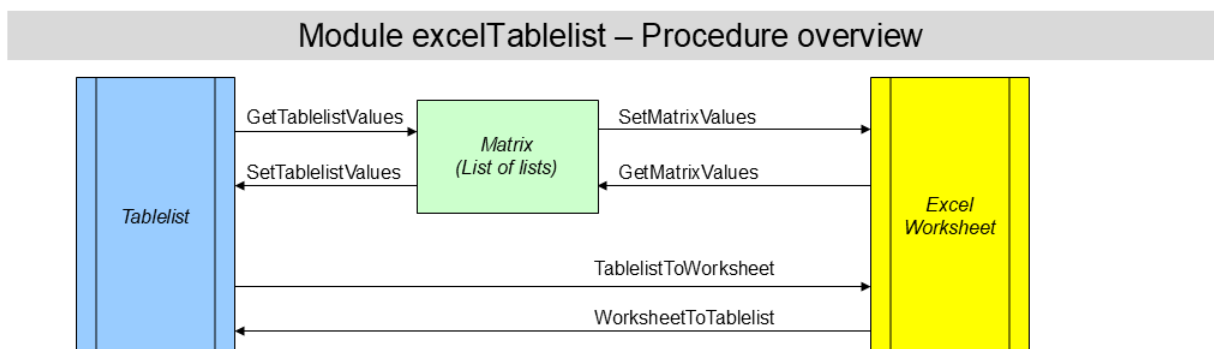 Module excelTablelist – Procedure overview
GetTablelistValues
SetMatrixValues
Matrix
(List of lists)
SetTablelistValues
GetMatrixValues
Tablelist
Excel
Worksheet
TablelistToWorksheet
WorksheetToTablelist